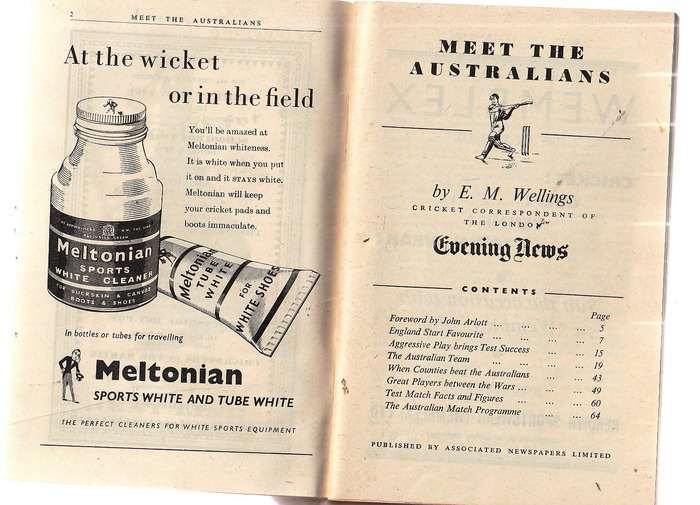 2
MEET THE AUSTRALIANS
At the wicket
or in the field
You'll be amazed at
Meltonian whiteness.
It is white when you put
it on and it STAYS white.
Meltonian will keep
your cricket pads and
boots immaculate.
Meltonian
SPORTS
WHITE CLEANER
FOR BUCKSKIN & CANVAS
BOOTS & SHOES
Meltonian
TUBE
WHITE
FOR
WHITE SHOES
In bottles or tubes for travelling
Meltonian
SPORTS WHITE AND TUBE WHITE
THE PERFECT CLEANERS FOR WHITE SPORTS EQUIPMENT
MEET THE
AUSTRALIANS
by E. M. Wellings
CRICKET CORRESPONDENT OF
THE LONDON
Evening News
CONTENTS
Page
Foreword by John Arlott ... ... ... 5
England Start Favourite ... ... ... 7
Aggressive Play brings Test Success ... 15
The Australian Team ... ... ... 19
When Counties beat the Australians ... 43
Great Players between the Wars ... ... 49
Test Match Facts and Figures ... ... 60
The Australian Match Programme ... ... 64
PUBLISHED BY ASSOCIATED NEWSPAPERS LIMITED